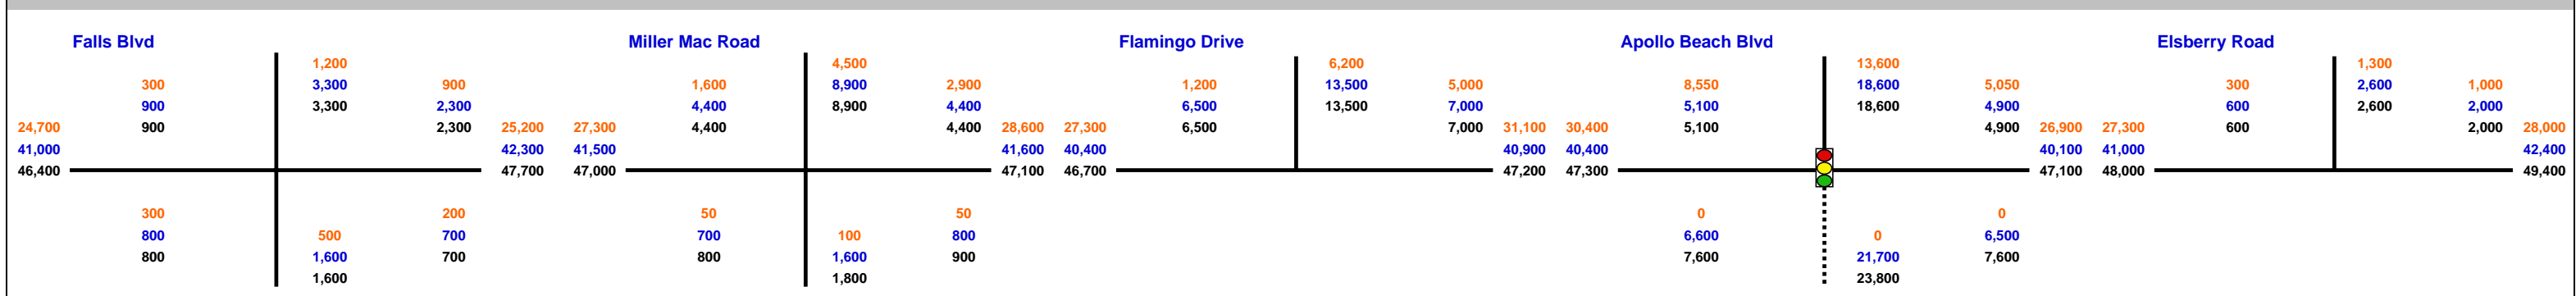 Falls Blvd Miller Mac Road Flamingo Drive Apollo Beach Blvd Elsberry Road
1,200 4,500 6,200 13,600 1,300
300 3,300 900 1,600 8,900 2,900 1,200 13,500 5,000 8,550 18,600 5,050 300 2,600 1,000
900 3,300 2,300 4,400 8,900 4,400 6,500 13,500 7,000 5,100 18,600 4,900 600 2,600 2,000
24,700 900 2,300 25,200 27,300 4,400 4,400 28,600 27,300 6,500 7,000 31,100 30,400 5,100 4,900 26,900 27,300 600 2,000 28,000
41,000 42,300 41,500 41,600 40,400 40,900 40,400 40,100 41,000 42,400
46,400 47,700 47,000 47,100 46,700 47,200 47,300 47,100 48,000 49,400
300 200 50 50 0 0
800 500 700 700 100 800 6,600 0 6,500
800 1,600 700 800 1,600 900 7,600 21,700 7,600
1,600 1,800 23,800